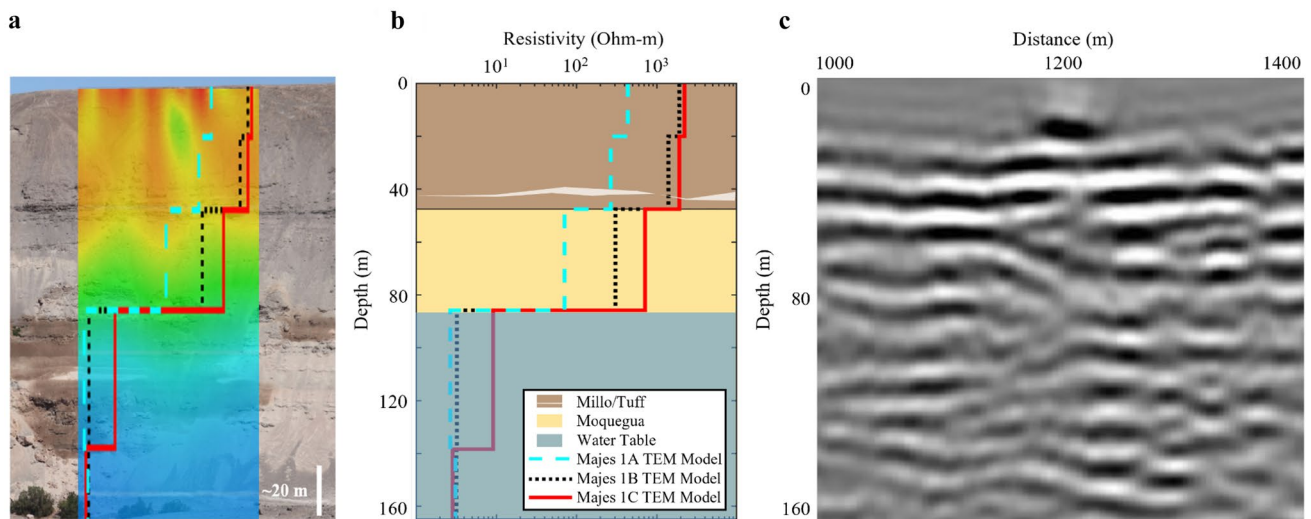 a
~20 m
b
Resistivity (Ohm-m)
10¹ 10² 10³
Depth (m)
0
40
80
120
160
Millo/Tuff
Moquegua
Water Table
Majes 1A TEM Model
Majes 1B TEM Model
Majes 1C TEM Model
c
Distance (m)
1000 1200 1400
Depth (m)
0
80
160